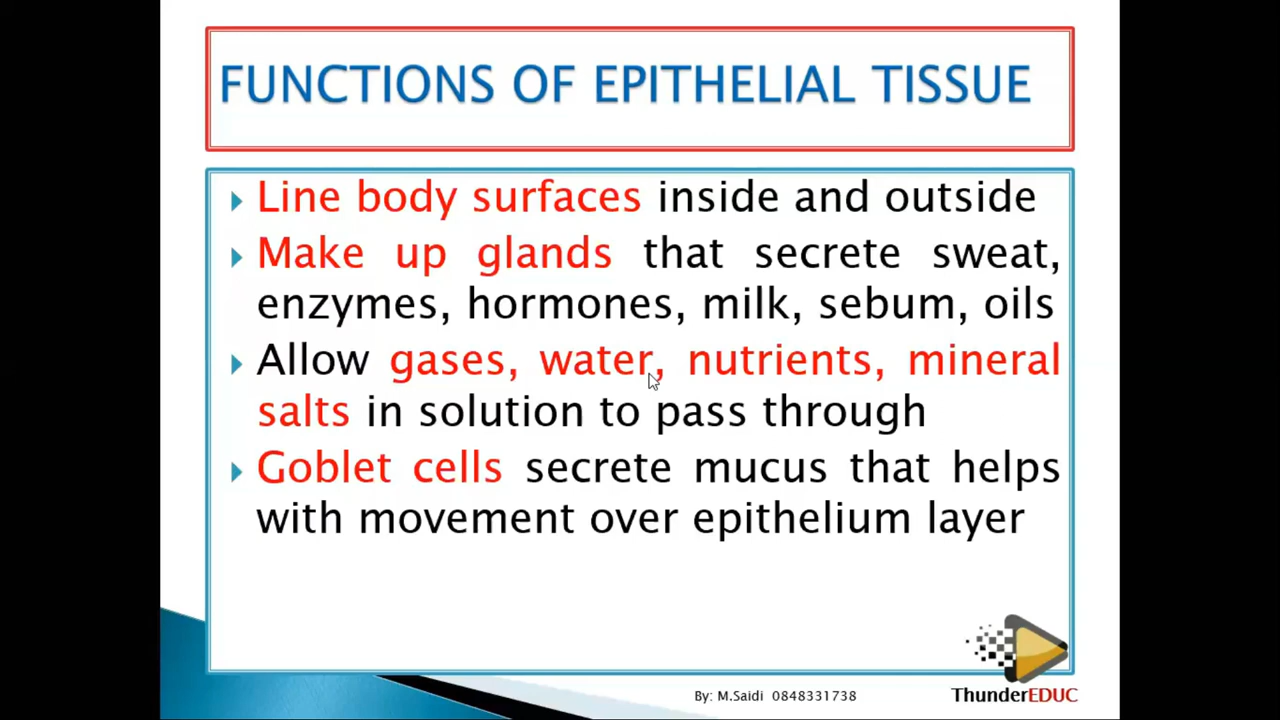 FUNCTIONS OF EPITHELIAL TISSUE
Line body surfaces inside and outside
Make up glands that secrete sweat,
enzymes, hormones, milk, sebum, oils
Allow gases, water, nutrients, mineral
salts in solution to pass through
Goblet cells secrete mucus that helps
with movement over epithelium layer
By: M.Saidi 0848331738
ThunderEDUC